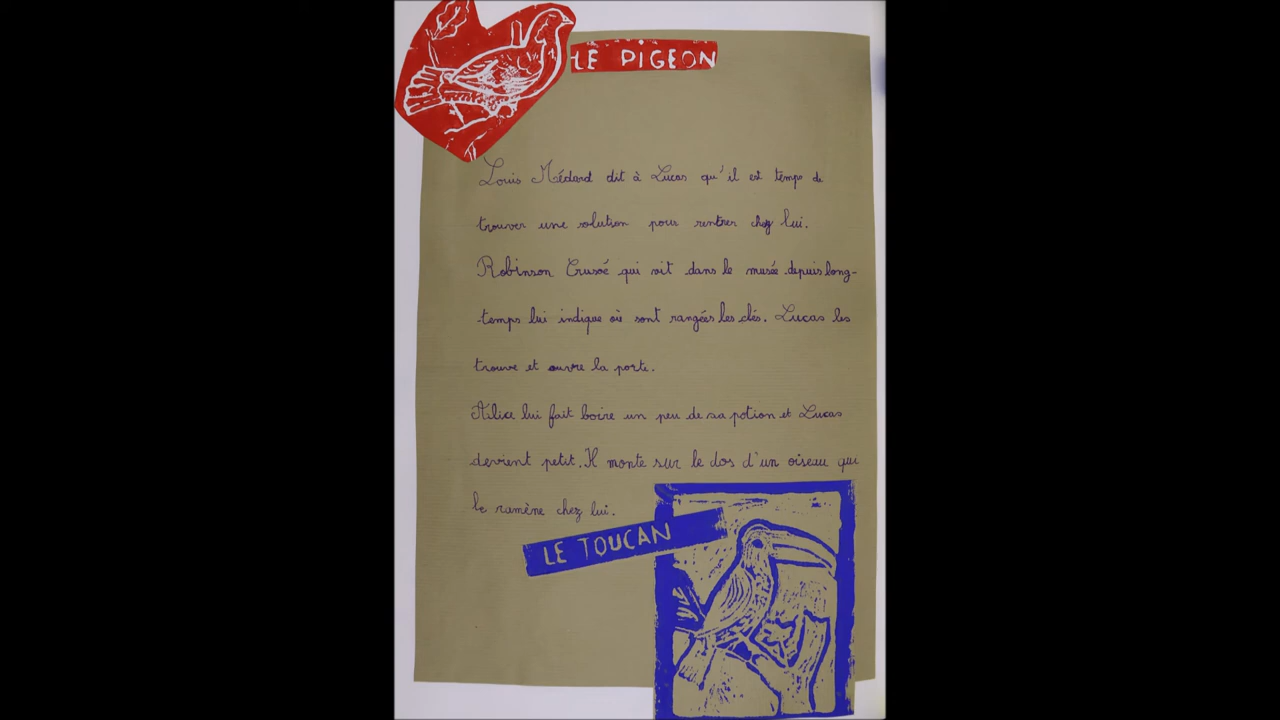 LE PIGEON
Louis Médard dit à Lucas qu'il est temps de
trouver une solution pour rentrer chez lui.
Robinson Crusoé qui vit dans le musée depuis long-
temps lui indique où sont rangées les clés. Lucas les
trouve et ouvre la porte.
Alice lui fait boire un peu de sa potion et Lucas
devient petit. Il monte sur le dos d'un oiseau qui
le ramène chez lui.
LE TOUCAN